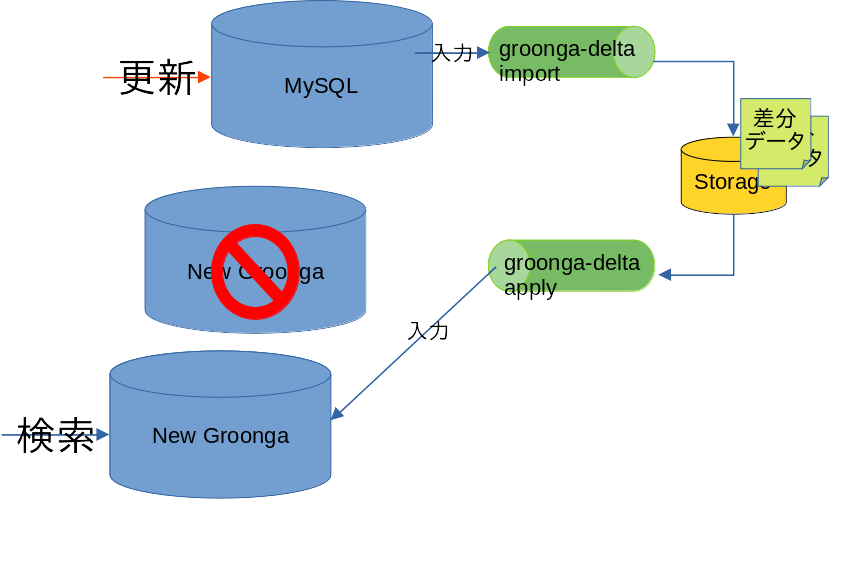 更新
MySQL
入力
groonga-delta
import
差分
データ
タ
Storage
New Groonga
groonga-delta
apply
入力
検索
New Groonga